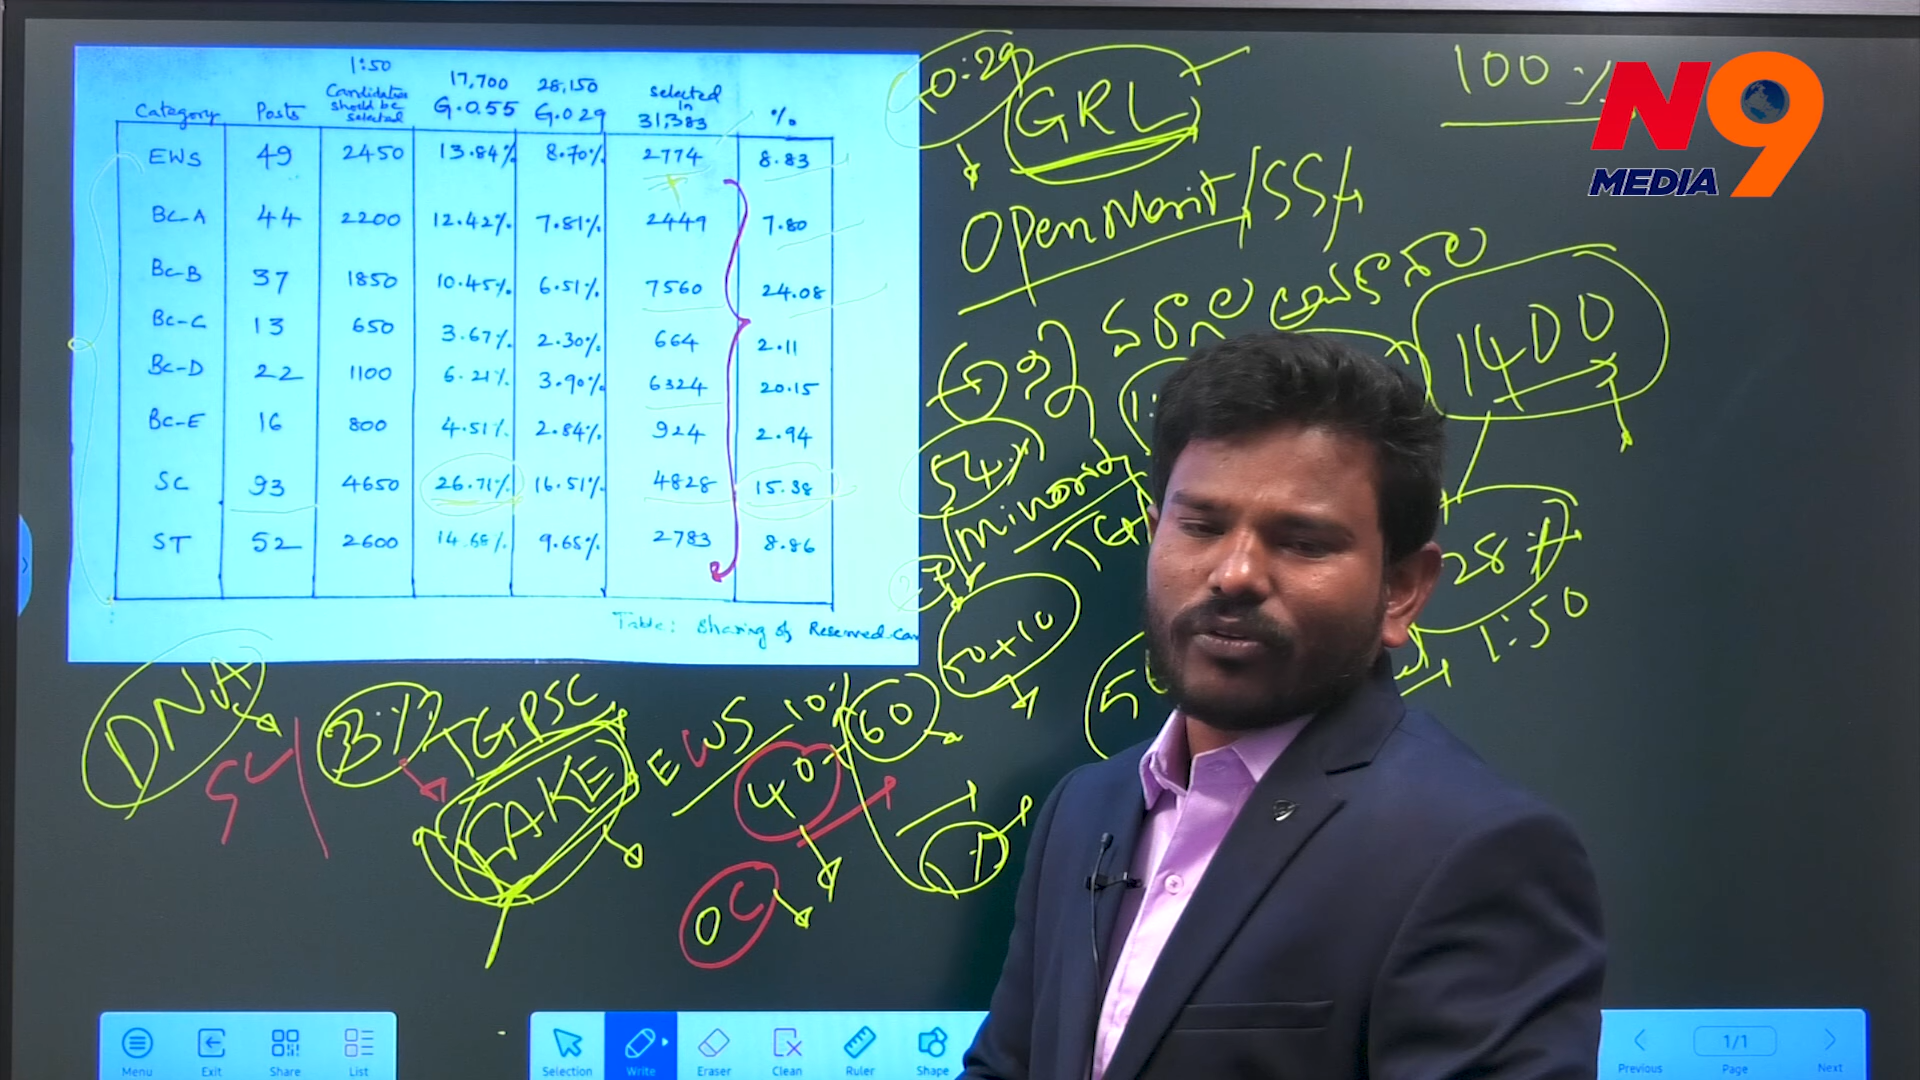 1:50
Category Posts Candidates should be selected 17,700 G.O.55 28,150 G.O 29 selected in 31,383 %
EWS 49 2450 13.84% 8.70% 2774 8.83
BC-A 44 2200 12.42% 7.81% 2449 7.80
BC-B 37 1850 10.45% 6.51% 7560 24.08
BC-C 13 650 3.67% 2.30% 664 2.11
BC-D 22 1100 6.21% 3.90% 6324 20.15
BC-E 16 800 4.51% 2.84% 924 2.94
SC 93 4650 26.71% 16.51% 4828 15.38
ST 52 2600 14.68% 9.65% 2783 8.86
Table: Sharing of Reserved
GRL
100 %
N9
MEDIA
Open Merit
1400
54
28 %
1:50
50+10
DNA
TGPSC
FAKE
EWS 10%
60
40
OC
Menu Exit Share List
Selection Write Eraser Clean Ruler Shape
1/1
Previous Page Next